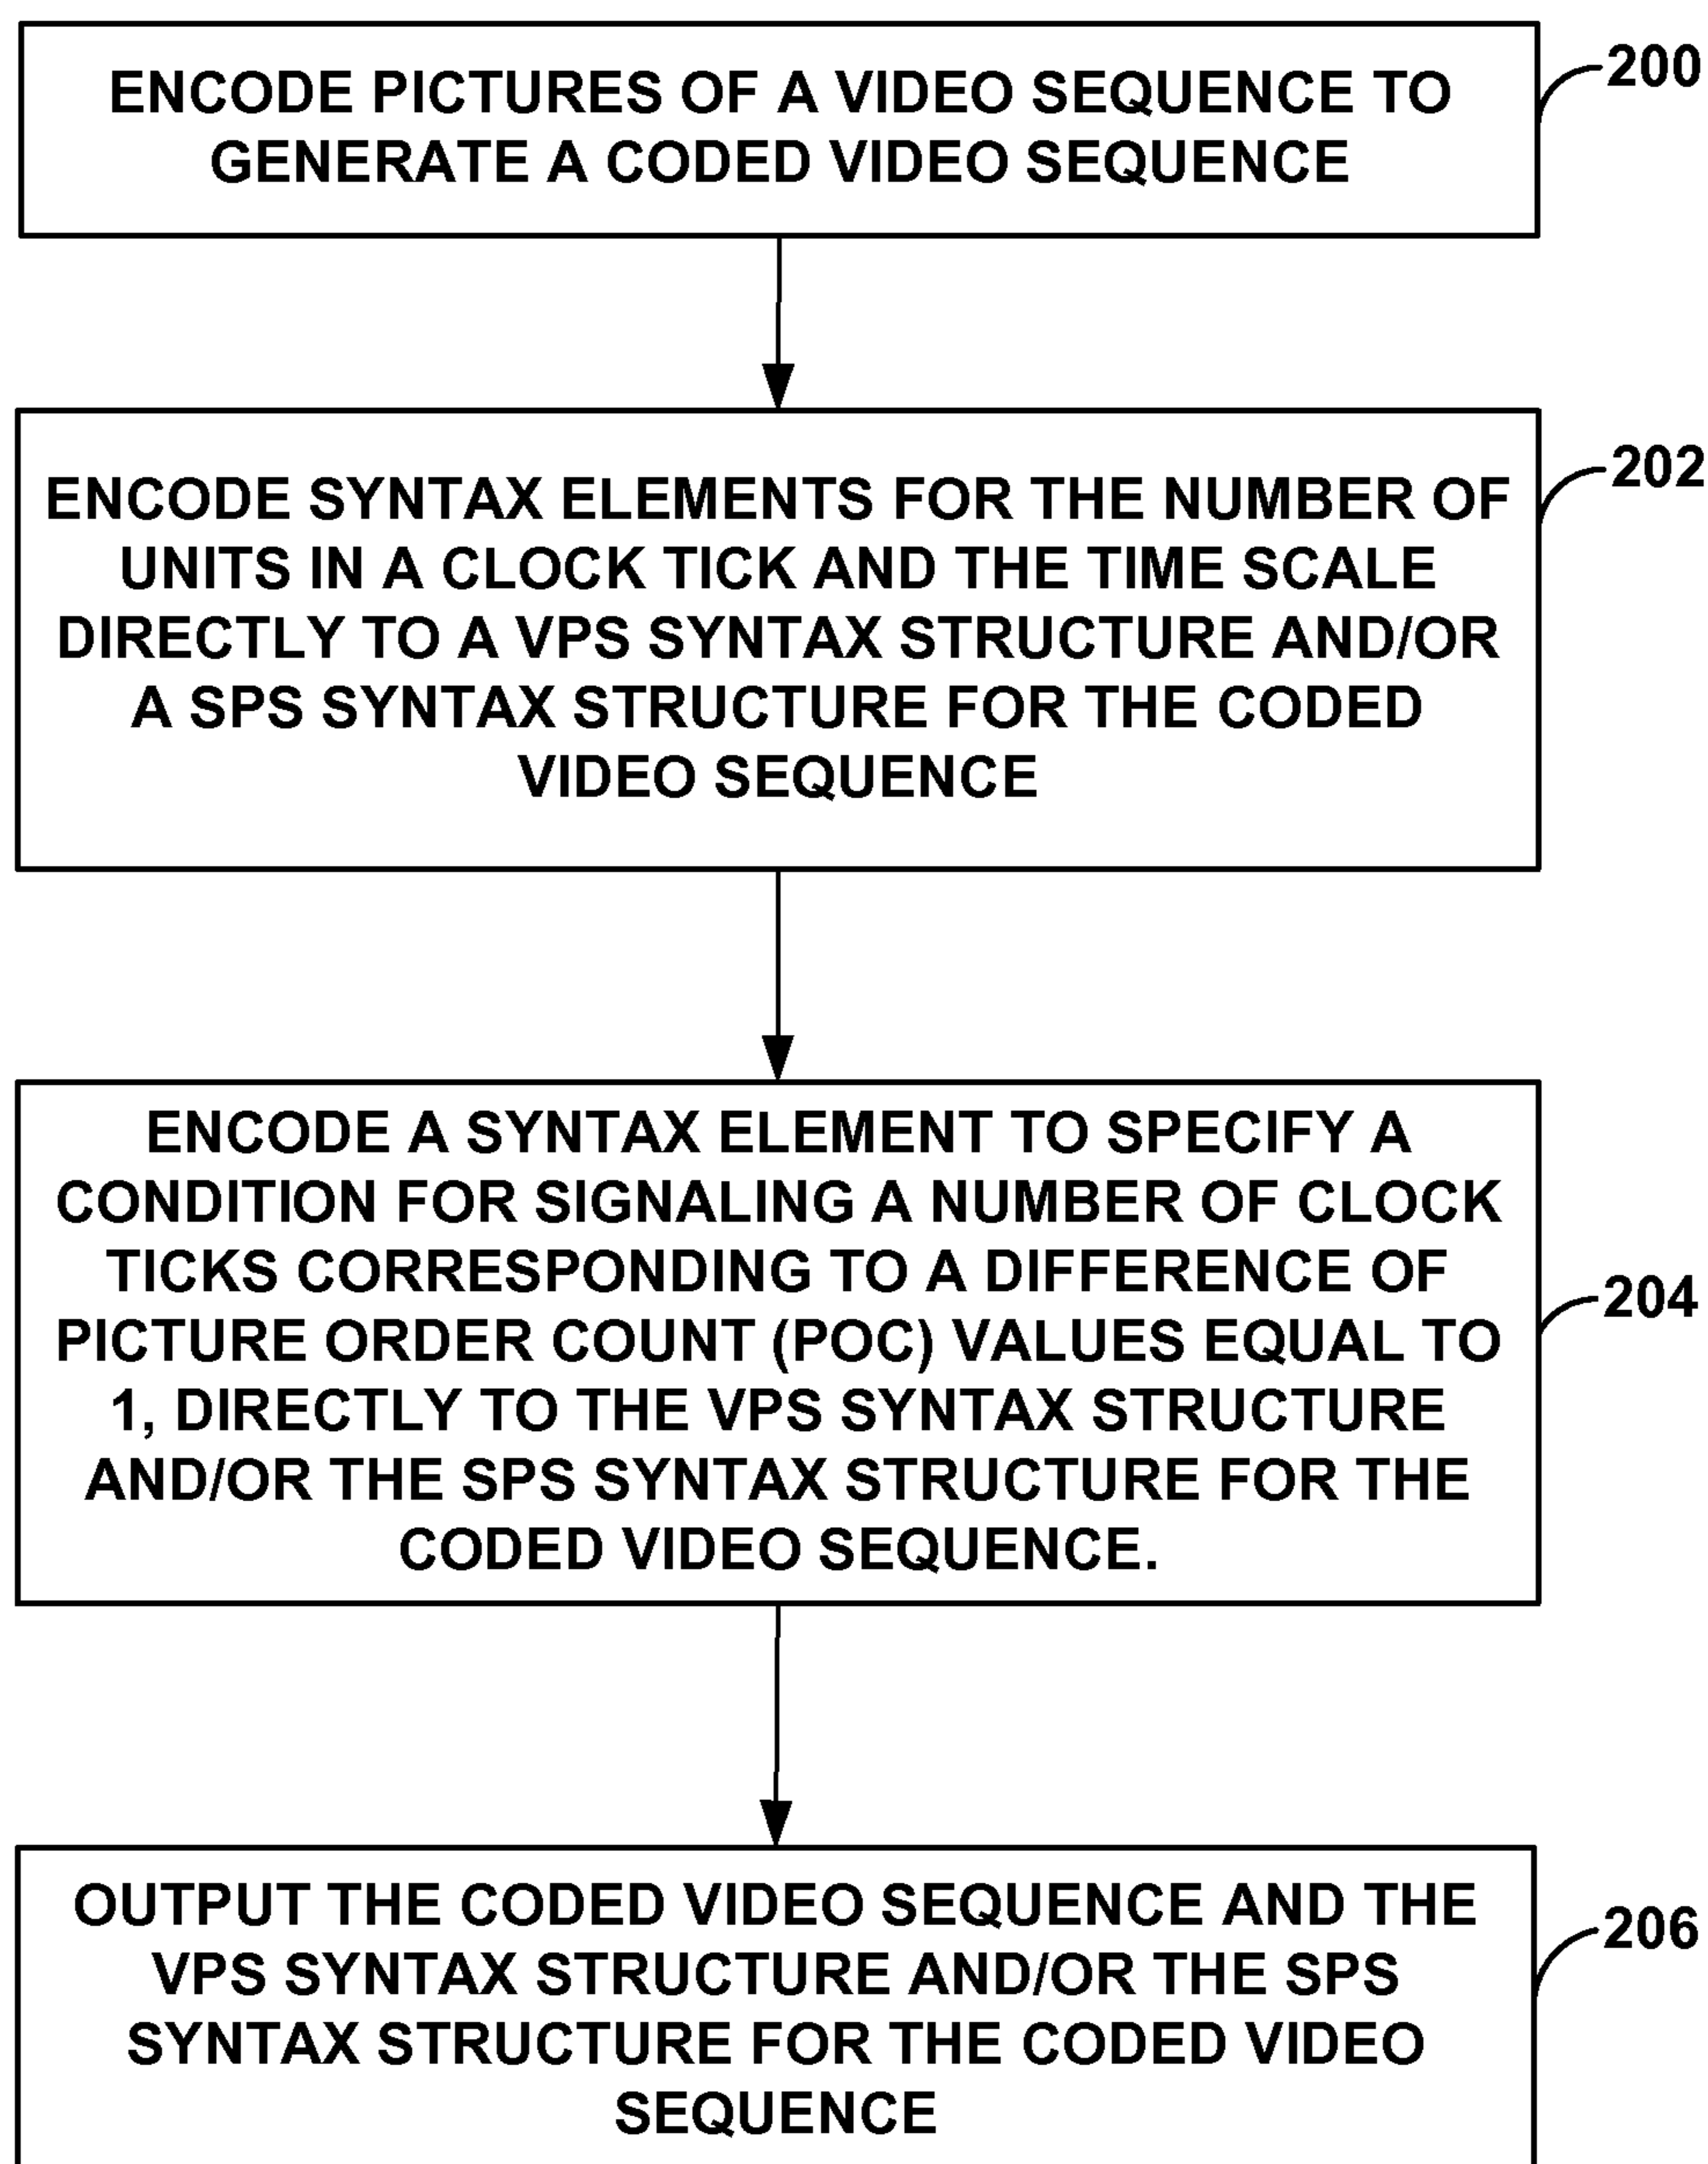 ENCODE PICTURES OF A VIDEO SEQUENCE TO
GENERATE A CODED VIDEO SEQUENCE
200
ENCODE SYNTAX ELEMENTS FOR THE NUMBER OF
UNITS IN A CLOCK TICK AND THE TIME SCALE
DIRECTLY TO A VPS SYNTAX STRUCTURE AND/OR
A SPS SYNTAX STRUCTURE FOR THE CODED
VIDEO SEQUENCE
202
ENCODE A SYNTAX ELEMENT TO SPECIFY A
CONDITION FOR SIGNALING A NUMBER OF CLOCK
TICKS CORRESPONDING TO A DIFFERENCE OF
PICTURE ORDER COUNT (POC) VALUES EQUAL TO
1, DIRECTLY TO THE VPS SYNTAX STRUCTURE
AND/OR THE SPS SYNTAX STRUCTURE FOR THE
CODED VIDEO SEQUENCE.
204
OUTPUT THE CODED VIDEO SEQUENCE AND THE
VPS SYNTAX STRUCTURE AND/OR THE SPS
SYNTAX STRUCTURE FOR THE CODED VIDEO
SEQUENCE
206